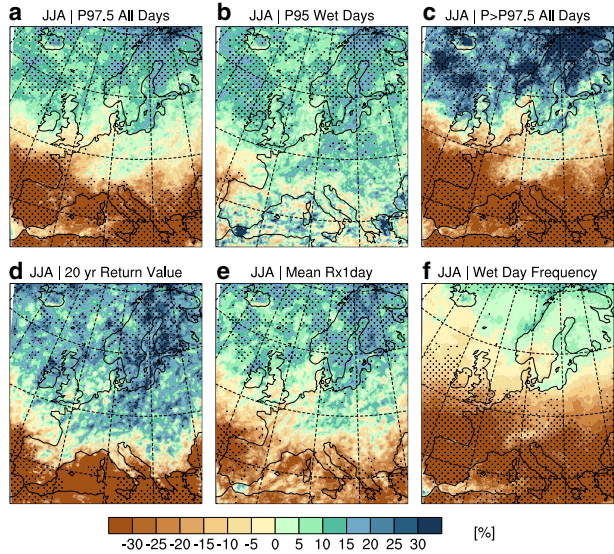 a JJA | P97.5 All Days
b JJA | P95 Wet Days
c JJA | P>P97.5 All Days
d JJA | 20 yr Return Value
e JJA | Mean Rx1day
f JJA | Wet Day Frequency
-30 -25 -20 -15 -10 -5 0 5 10 15 20 25 30 [%]